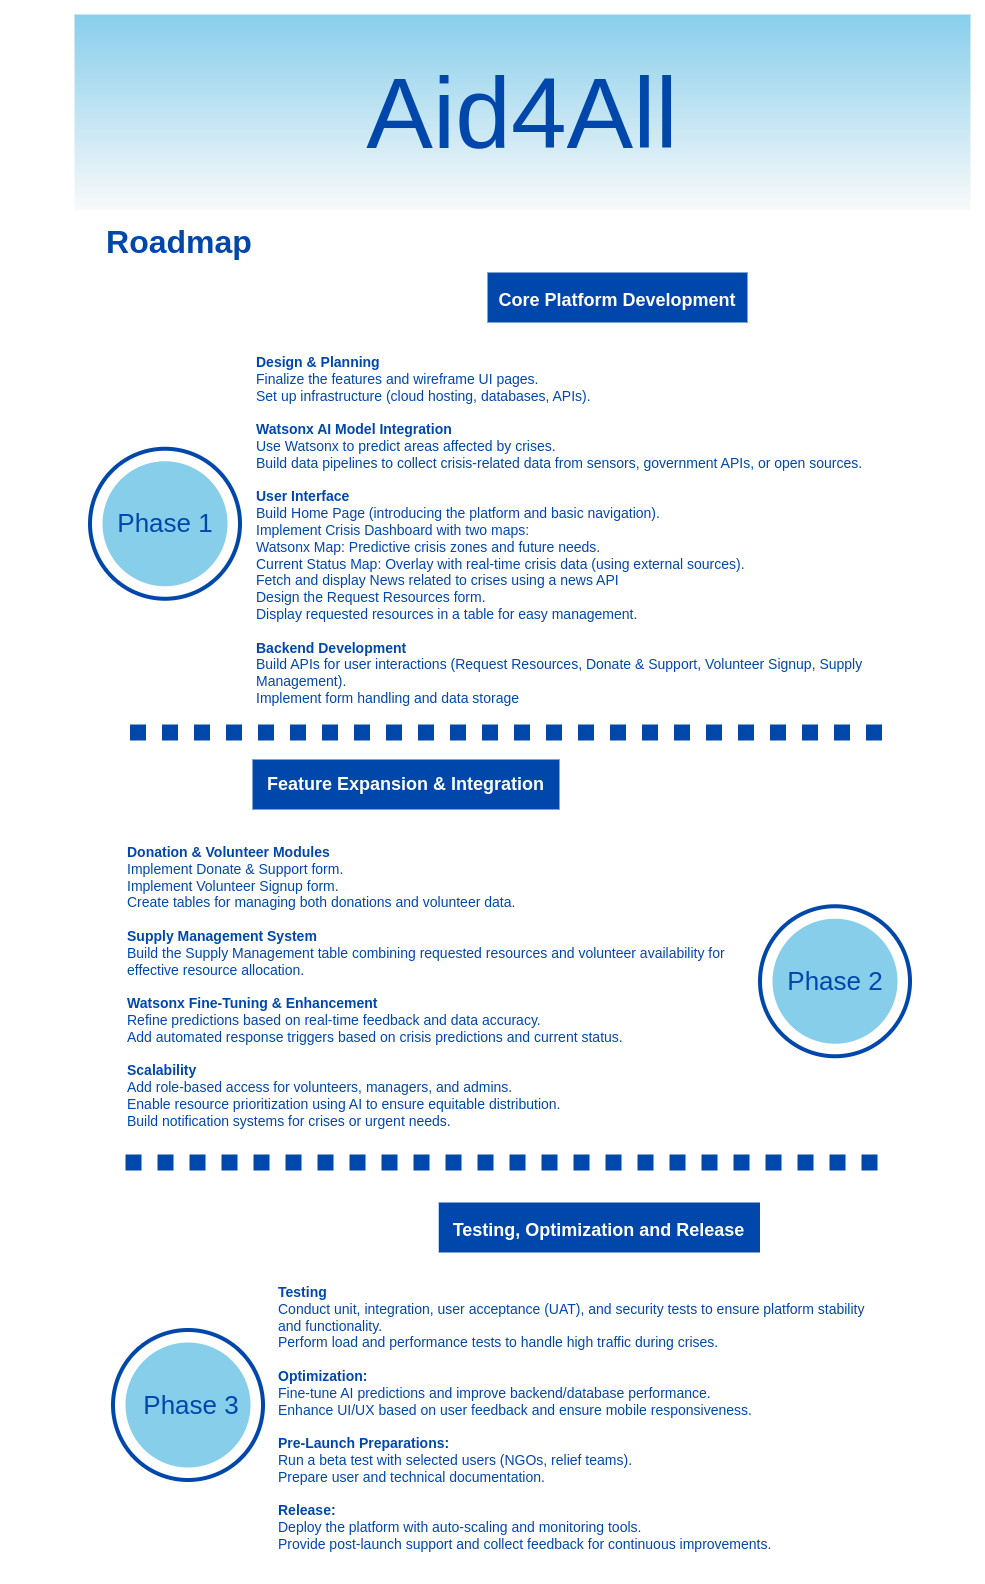 Aid4All
Roadmap
Core Platform Development
Design & Planning
Finalize the features and wireframe UI pages.
Set up infrastructure (cloud hosting, databases, APIs).
Watsonx AI Model Integration
Use Watsonx to predict areas affected by crises.
Build data pipelines to collect crisis-related data from sensors, government APIs, or open sources.
Phase 1
User Interface
Build Home Page (introducing the platform and basic navigation).
Implement Crisis Dashboard with two maps:
Watsonx Map: Predictive crisis zones and future needs.
Current Status Map: Overlay with real-time crisis data (using external sources).
Fetch and display News related to crises using a news API
Design the Request Resources form.
Display requested resources in a table for easy management.
Backend Development
Build APIs for user interactions (Request Resources, Donate & Support, Volunteer Signup, Supply
Management).
Implement form handling and data storage
Feature Expansion & Integration
Donation & Volunteer Modules
Implement Donate & Support form.
Implement Volunteer Signup form.
Create tables for managing both donations and volunteer data.
Supply Management System
Build the Supply Management table combining requested resources and volunteer availability for
effective resource allocation.
Phase 2
Watsonx Fine-Tuning & Enhancement
Refine predictions based on real-time feedback and data accuracy.
Add automated response triggers based on crisis predictions and current status.
Scalability
Add role-based access for volunteers, managers, and admins.
Enable resource prioritization using AI to ensure equitable distribution.
Build notification systems for crises or urgent needs.
Testing, Optimization and Release
Testing
Conduct unit, integration, user acceptance (UAT), and security tests to ensure platform stability
and functionality.
Perform load and performance tests to handle high traffic during crises.
Optimization:
Fine-tune AI predictions and improve backend/database performance.
Enhance UI/UX based on user feedback and ensure mobile responsiveness.
Phase 3
Pre-Launch Preparations:
Run a beta test with selected users (NGOs, relief teams).
Prepare user and technical documentation.
Release:
Deploy the platform with auto-scaling and monitoring tools.
Provide post-launch support and collect feedback for continuous improvements.